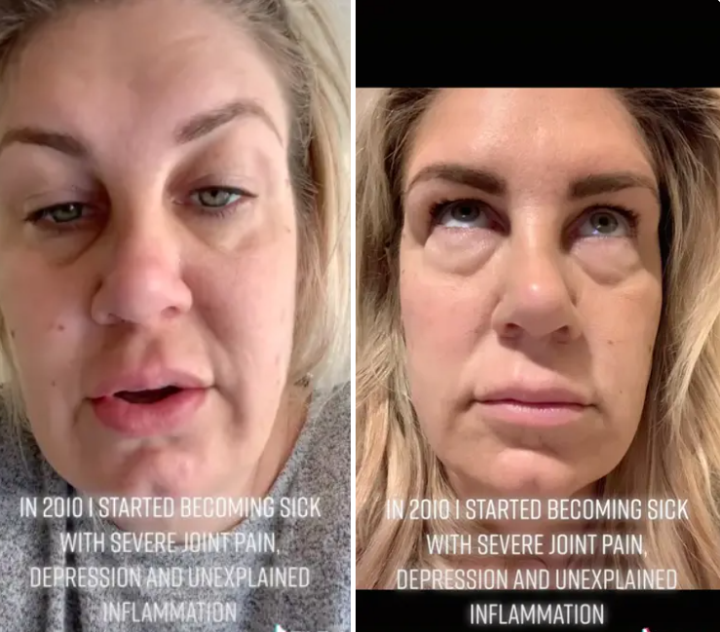 IN 2010 I STARTED BECOMING SICK
WITH SEVERE JOINT PAIN,
DEPRESSION AND UNEXPLAINED
INFLAMMATION
IN 2010 I STARTED BECOMING SICK
WITH SEVERE JOINT PAIN,
DEPRESSION AND UNEXPLAINED
INFLAMMATION